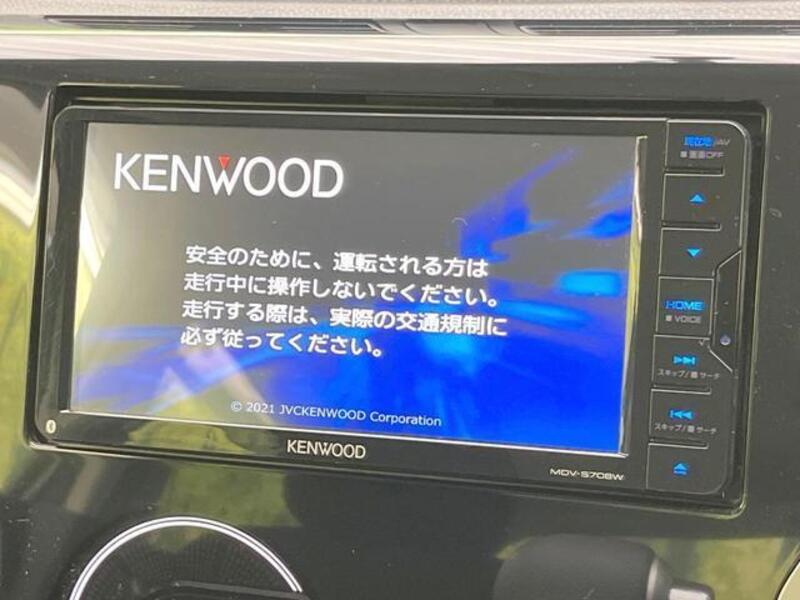 KENWOOD
安全のために、運転される方は
走行中に操作しないでください。
走行する際は、実際の交通規制に
必ず従ってください。
© 2021 JVCKENWOOD Corporation
KENWOOD
MDV-S708W
現在地/AV
■ 画面OFF
HOME
■ VOICE
スキップ/■ サーチ
スキップ/■ サーチ